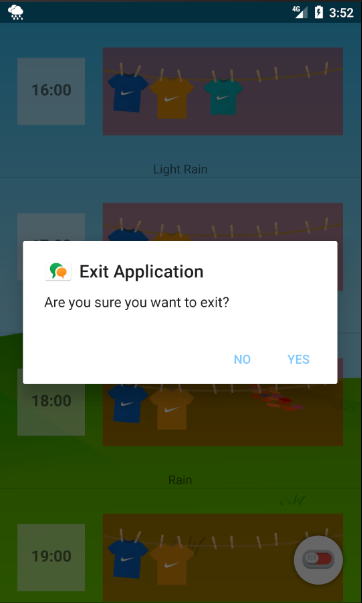 4G 3:52
16:00
Light Rain
Exit Application
Are you sure you want to exit?
NO YES
18:00
Rain
19:00